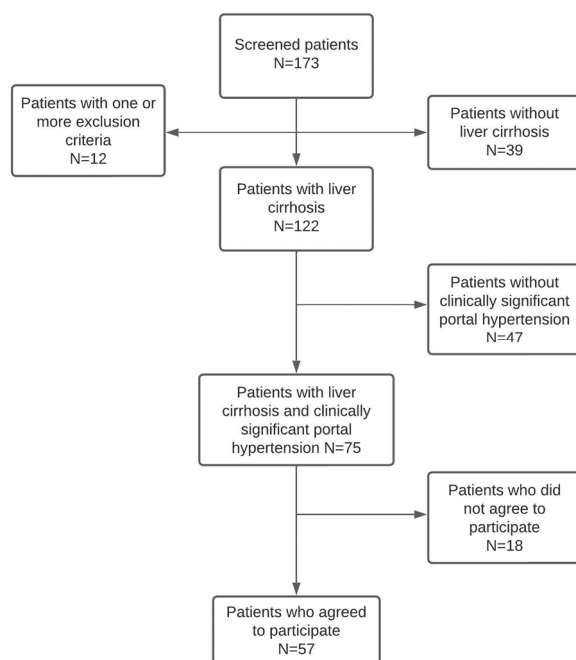 Screened patients
N=173
Patients with one or
more exclusion
criteria
N=12
Patients without
liver cirrhosis
N=39
Patients with liver
cirrhosis
N=122
Patients without
clinically significant
portal hypertension
N=47
Patients with liver
cirrhosis and clinically
significant portal
hypertension N=75
Patients who did
not agree to
participate
N=18
Patients who agreed
to participate
N=57